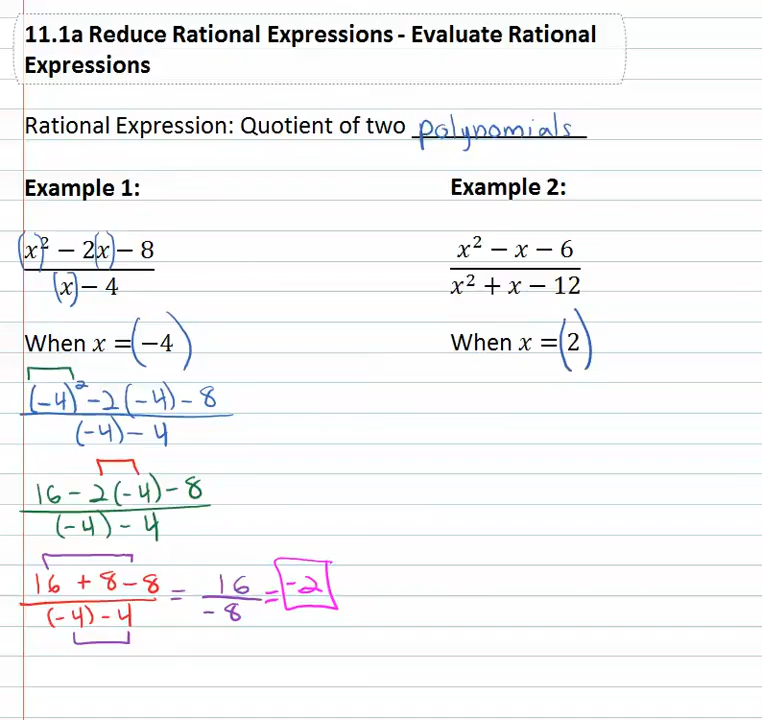 11.1a Reduce Rational Expressions - Evaluate Rational
Expressions
Rational Expression: Quotient of two polynomials
Example 1:
(x)² − 2(x) − 8
(x) − 4
When x = (−4)
(−4)² − 2(−4) − 8
(−4) − 4
16 − 2(−4) − 8
(−4) − 4
16 + 8 − 8 = 16 = −2
(−4) − 4 −8
Example 2:
x² − x − 6
x² + x − 12
When x = (2)